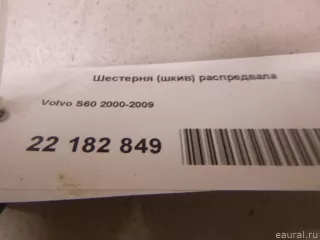 Шестерня (шкив) распредвала
Volvo S60 2000-2009
22 182 849
eaural.ru